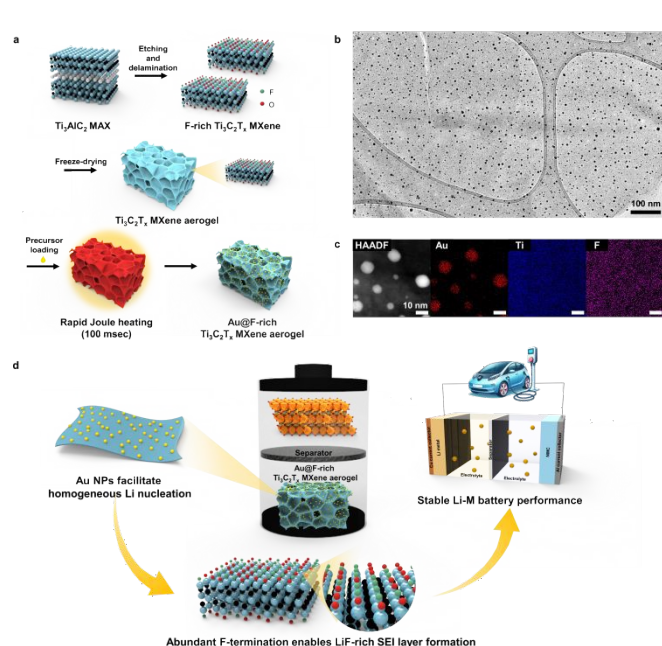 a
Etching
and
delamination
F
O
Ti₃AlC₂ MAX
F-rich Ti₃C₂Tₓ MXene
Freeze-drying
Ti₃C₂Tₓ MXene aerogel
Precursor
loading
Rapid Joule heating
(100 msec)
Au@F-rich
Ti₃C₂Tₓ MXene aerogel
b
100 nm
c
HAADF
Au
Ti
F
10 nm
d
Au NPs facilitate
homogeneous Li nucleation
Separator
Au@F-rich
Ti₃C₂Tₓ MXene aerogel
Li metal
Electrolyte
Electrolyte
NMC
Stable Li-M battery performance
Abundant F-termination enables LiF-rich SEI layer formation